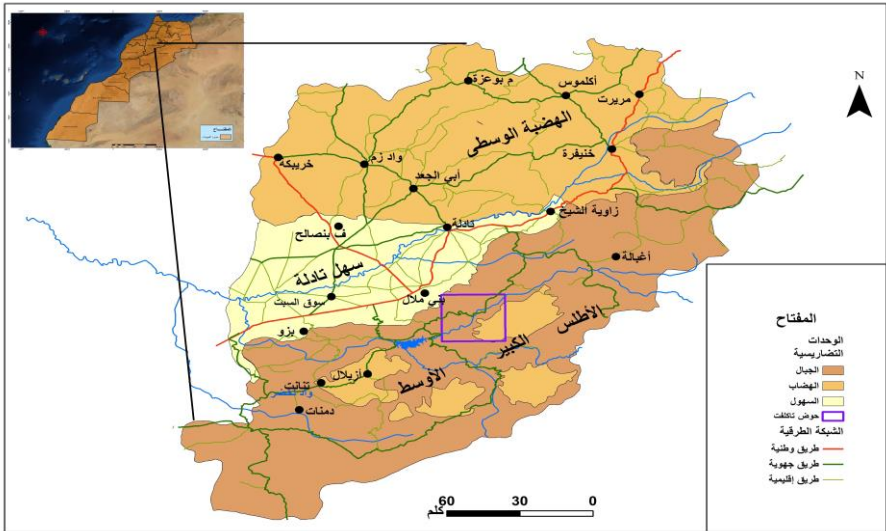 المفتاح
N
م بوعزة
أكلموس
مريرت
الهضبة الوسطى
خنيفرة
خريبكة
واد زم
أبي الجعد
زاوية الشيخ
ف بنصالح
تادلة
أغبالة
سهل تادلة
بني ملال
سوق السبت
بزو
الأطلس
الكبير
الأوسط
أزيلال
تنانت
دمنات
المفتاح
الوحدات
التضاريسية
الجبال
الهضاب
السهول
حوض تاكلفت
الشبكة الطرقية
طريق وطنية
طريق جهوية
طريق إقليمية
60 30 0
كلم